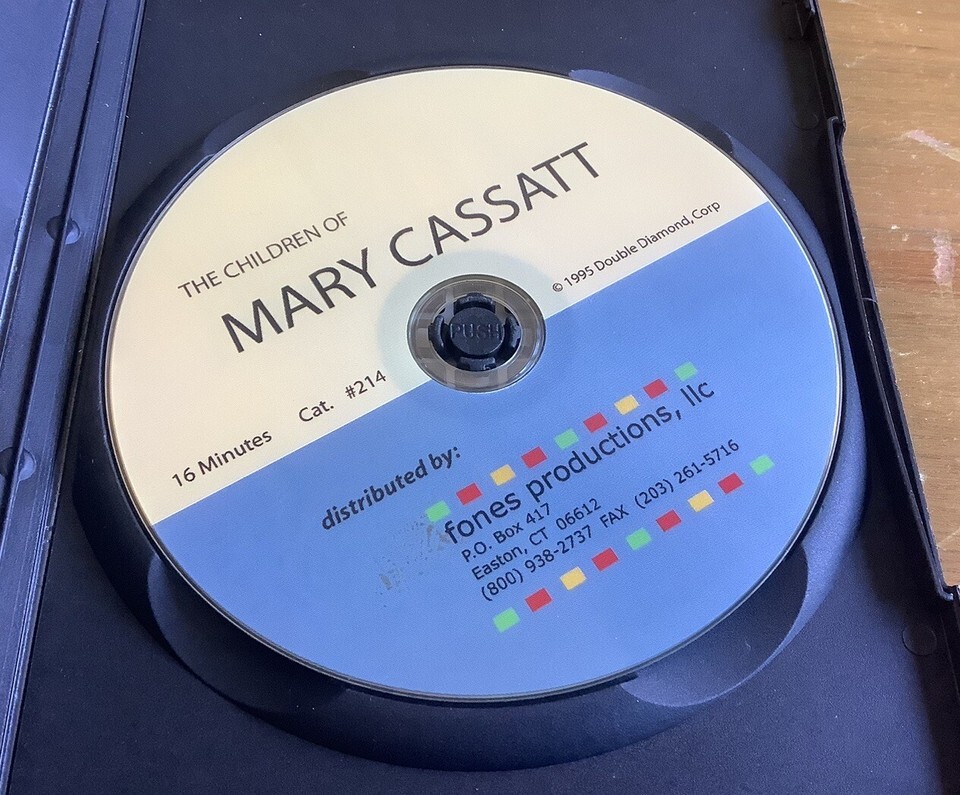 THE CHILDREN OF
MARY CASSATT
© 1995 Double Diamond, Corp
16 Minutes Cat. #214
PUSH
distributed by:
fones productions, llc
P.O. Box 417
Easton, CT 06612
(800) 938-2737 FAX (203) 261-5716